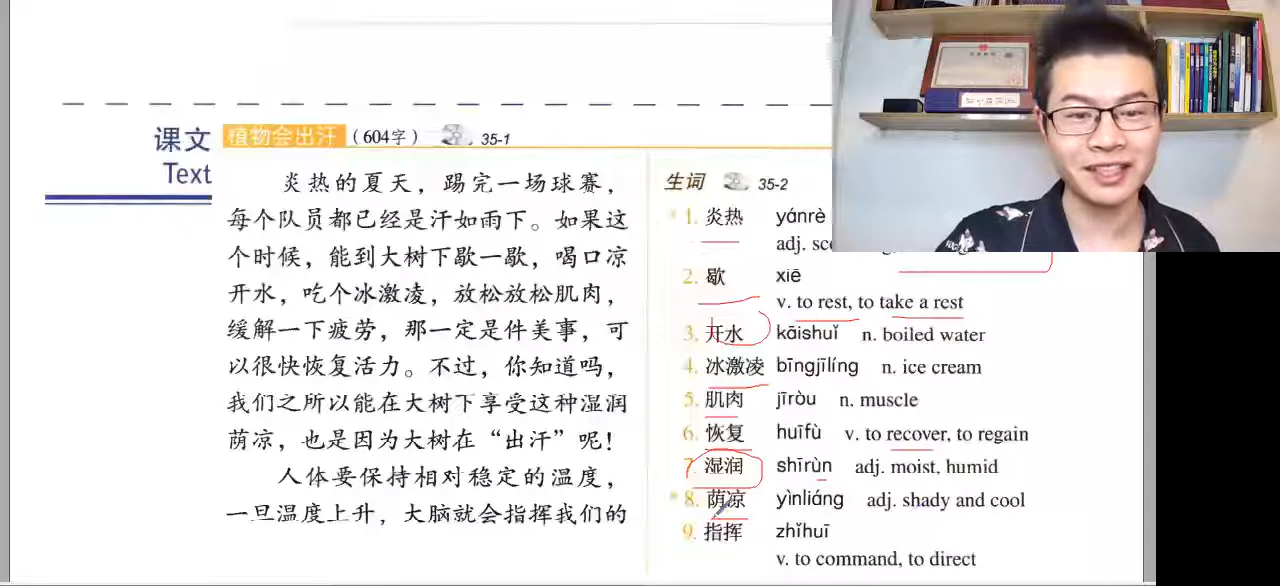 课文
Text
植物会出汗 (604字) 35-1
炎热的夏天，踢完一场球赛，
每个队员都已经是汗如雨下。如果这
个时候，能到大树下歇一歇，喝口凉
开水，吃个冰激凌，放松放松肌肉，
缓解一下疲劳，那一定是件美事，可
以很快恢复活力。不过，你知道吗，
我们之所以能在大树下享受这种湿润
荫凉，也是因为大树在“出汗”呢！
人体要保持相对稳定的温度，
一旦温度上升，大脑就会指挥我们的
生词 35-2
*1. 炎热 yánrè
adj.
2. 歇 xiē
v. to rest, to take a rest
3. 开水 kāishuǐ n. boiled water
4. 冰激凌 bīngjīlíng n. ice cream
5. 肌肉 jīròu n. muscle
6. 恢复 huīfù v. to recover, to regain
7. 湿润 shīrùn adj. moist, humid
*8. 荫凉 yìnliáng adj. shady and cool
9. 指挥 zhǐhuī
v. to command, to direct